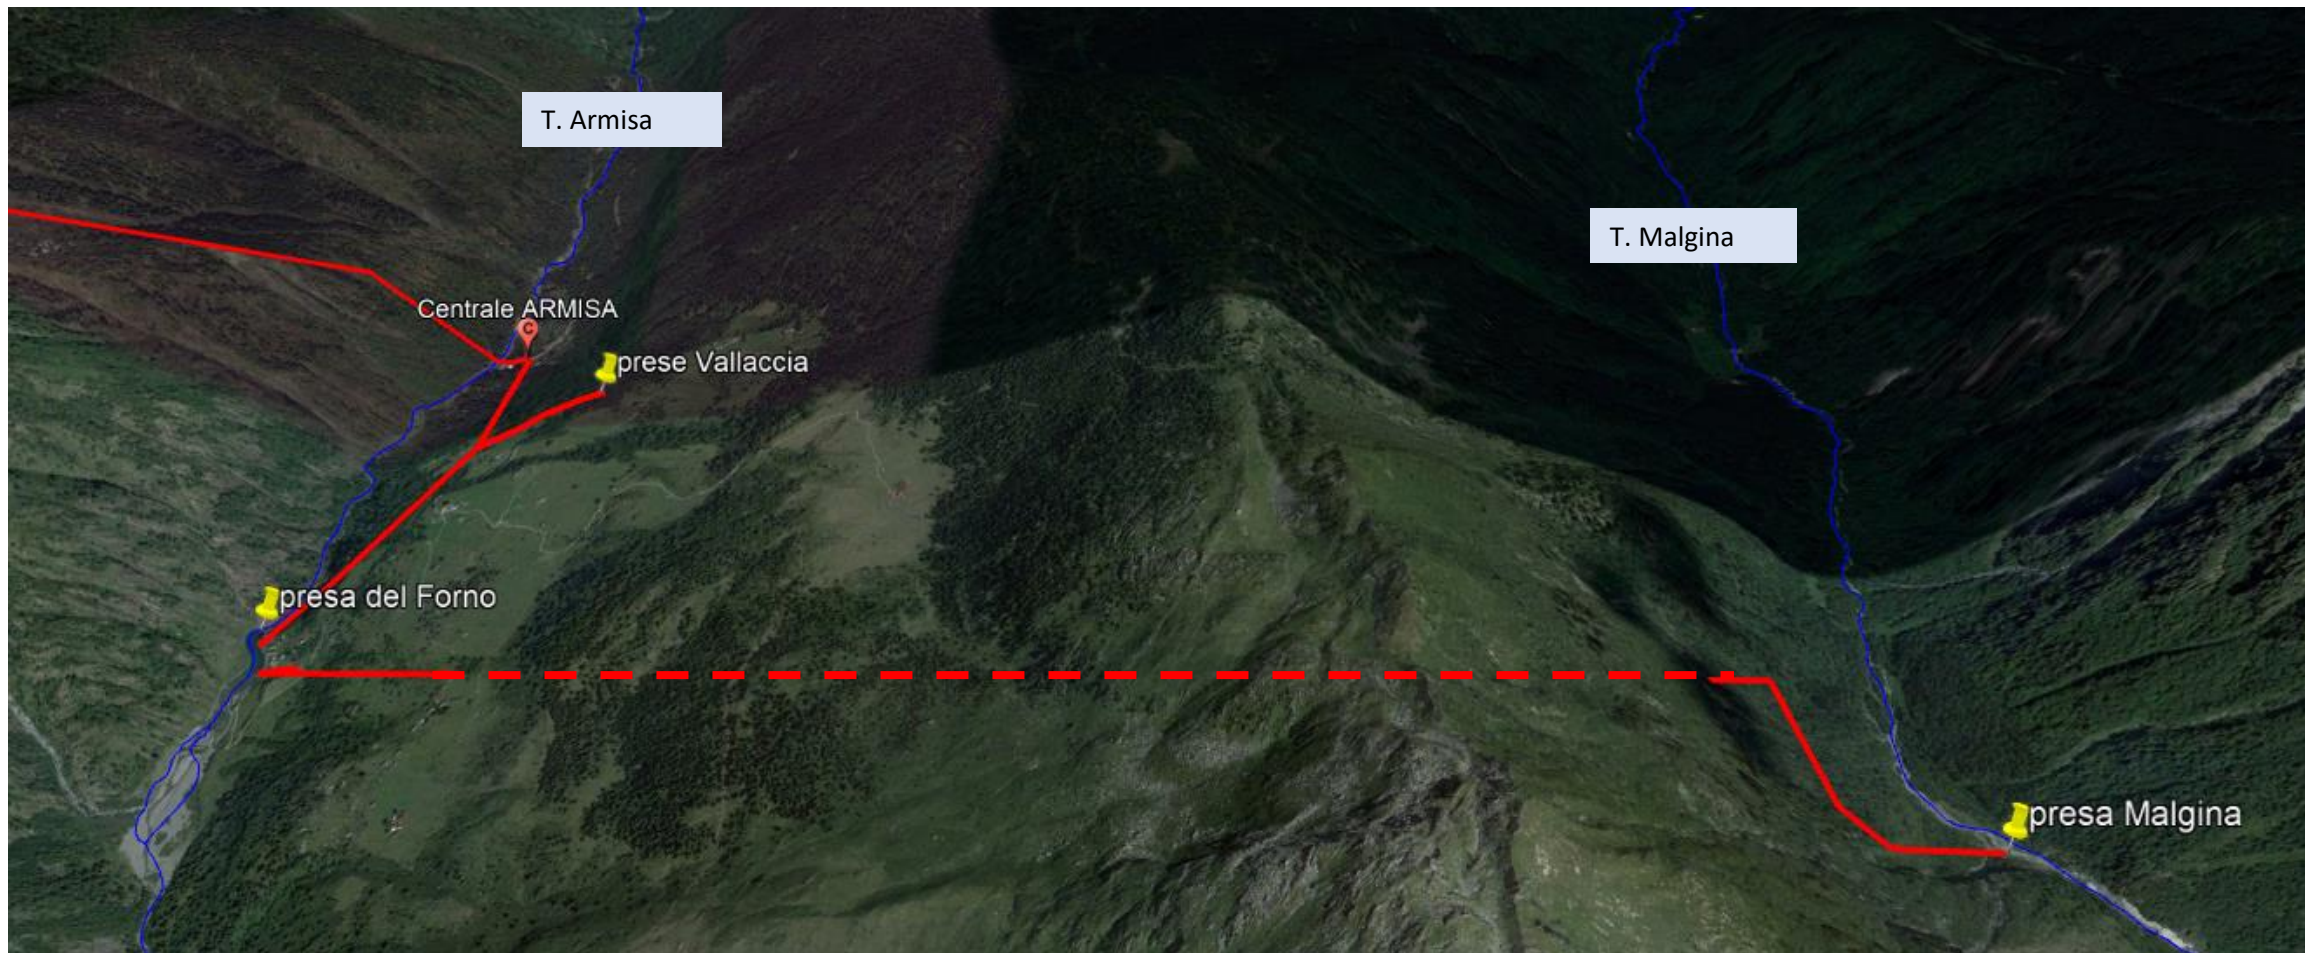 T. Armisa
T. Malgina
Centrale ARMISA
C
prese Vallaccia
presa del Forno
presa Malgina